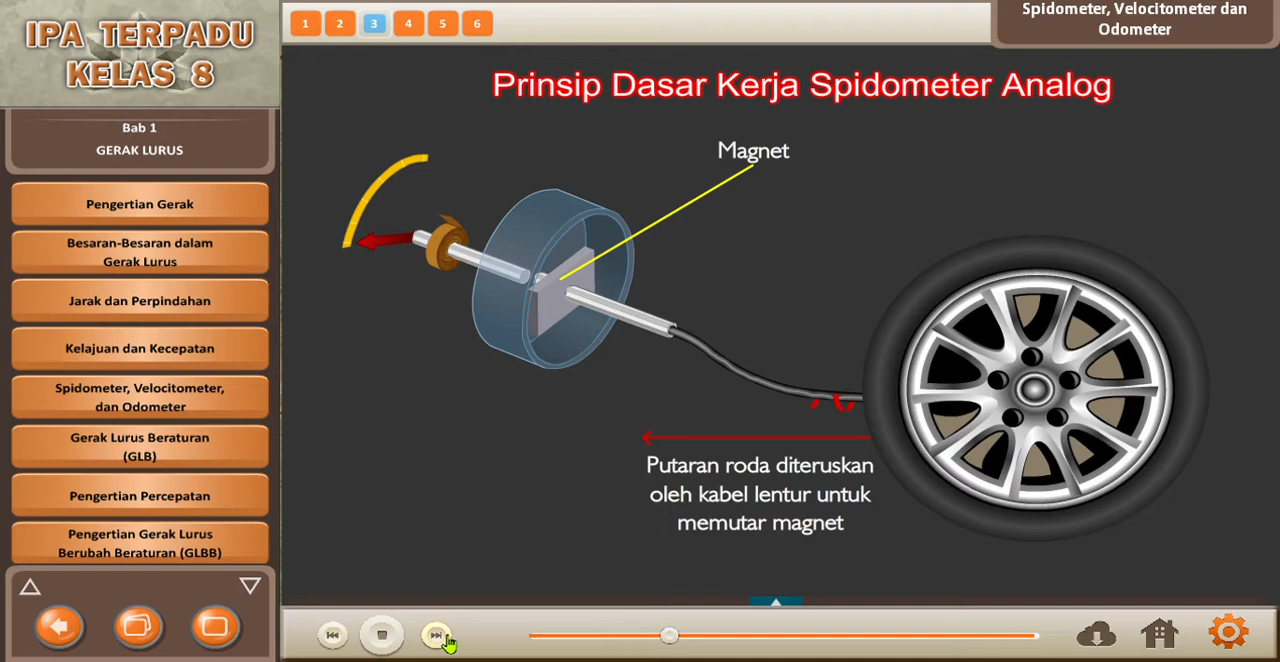 IPA TERPADU
KELAS 8
Bab 1
GERAK LURUS
Pengertian Gerak
Besaran-Besaran dalam
Gerak Lurus
Jarak dan Perpindahan
Kelajuan dan Kecepatan
Spidometer, Velocitometer,
dan Odometer
Gerak Lurus Beraturan
(GLB)
Pengertian Percepatan
Pengertian Gerak Lurus
Berubah Beraturan (GLBB)
1 2 3 4 5 6
Spidometer, Velocitometer dan
Odometer
Prinsip Dasar Kerja Spidometer Analog
Magnet
Putaran roda diteruskan
oleh kabel lentur untuk
memutar magnet